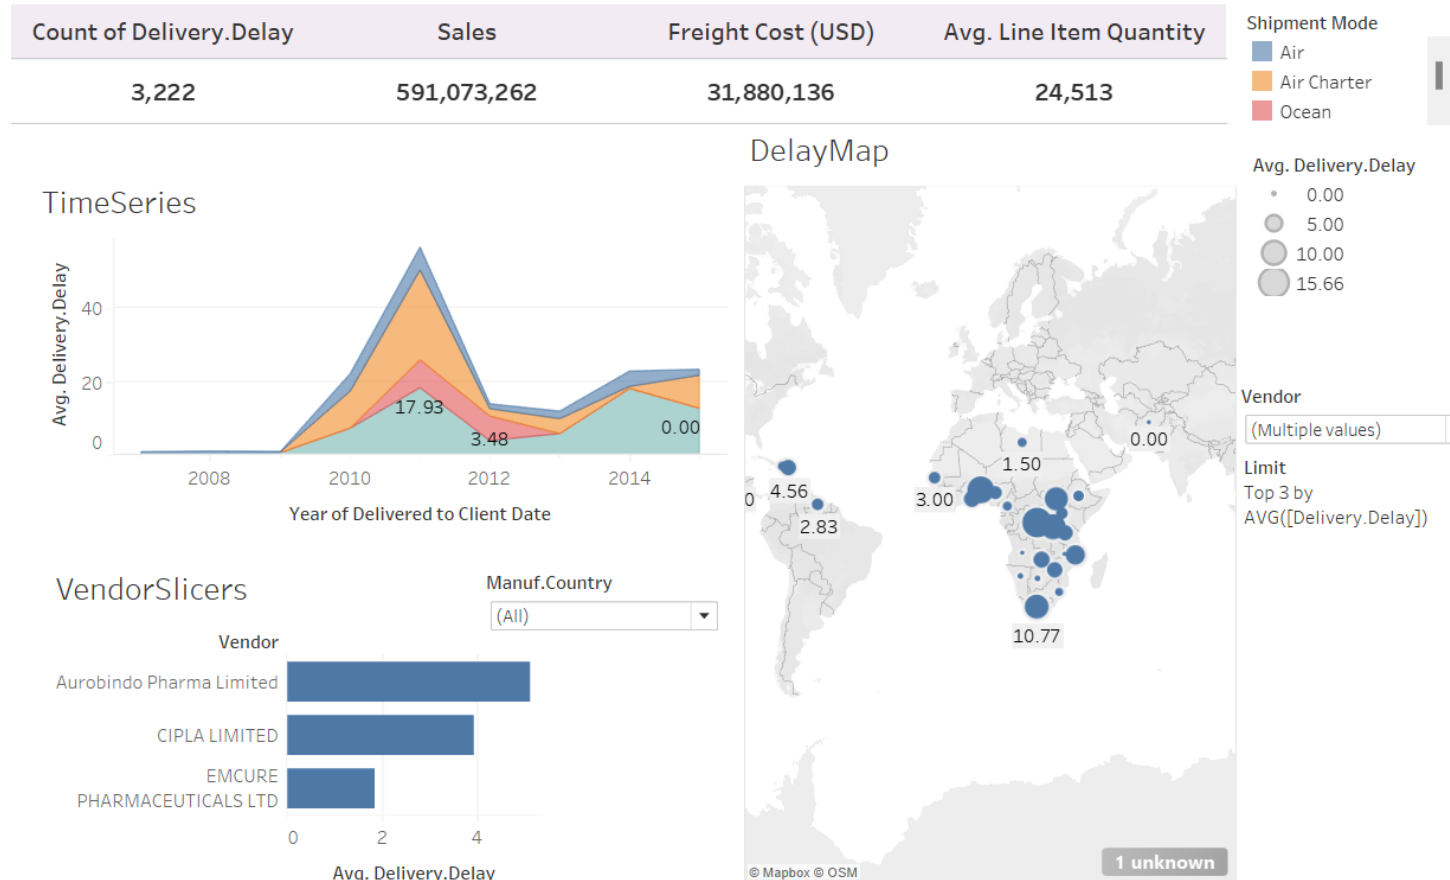 Count of Delivery.Delay Sales Freight Cost (USD) Avg. Line Item Quantity
3,222 591,073,262 31,880,136 24,513
Shipment Mode
Air
Air Charter
Ocean
Avg. Delivery.Delay
0.00
5.00
10.00
15.66
Vendor
(Multiple values)
Limit
Top 3 by
AVG([Delivery.Delay])
TimeSeries
Avg. Delivery.Delay
40
20
0
17.93
3.48
0.00
2008 2010 2012 2014
Year of Delivered to Client Date
DelayMap
0.00
1.50
3.00
0
4.56
2.83
10.77
1 unknown
© Mapbox © OSM
VendorSlicers
Manuf.Country
(All)
Vendor
Aurobindo Pharma Limited
CIPLA LIMITED
EMCURE
PHARMACEUTICALS LTD
0 2 4
Avg. Delivery.Delay